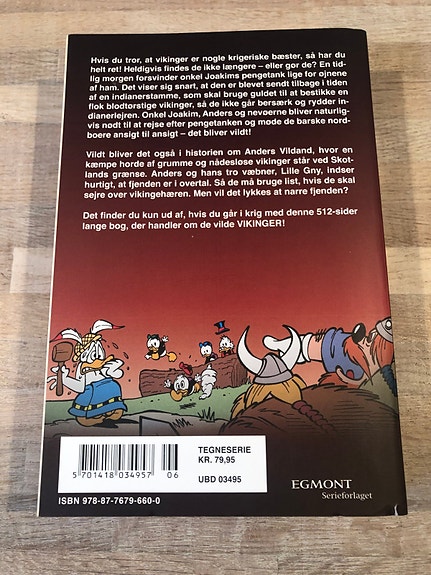 Hvis du tror, at vikinger er nogle krigeriske bæster, så har du
helt ret! Heldigvis findes de ikke længere – eller gør de? En tid-
lig morgen forsvinder onkel Joakims pengetank lige for øjnene
af ham. Det viser sig snart, at den er blevet sendt tilbage i tiden
af en indianerstamme, som skal bruge guldet til at bestikke en
flok blodtørstige vikinger, så de ikke går bersærk og rydder in-
dianerlejren. Onkel Joakim, Anders og nevøerne bliver naturlig-
vis nødt til at rejse efter pengetanken og møde de barske nord-
boere ansigt til ansigt – det bliver vildt!
Vildt bliver det også i historien om Anders Vildand, hvor en
kæmpe horde af grumme og nådesløse vikinger står ved Skot-
lands grænse. Anders og hans tro væbner, Lille Gny, indser
hurtigt, at fjenden er i overtal. Så de må bruge list, hvis de skal
sejre over vikingehæren. Men vil det lykkes at narre fjenden?
Det finder du kun ud af, hvis du går i krig med denne 512-sider
lange bog, der handler om de vilde VIKINGER!
TEGNESERIE
KR. 79,95
UBD 03495
5 701418 034957 06
ISBN 978-87-7679-660-0
EGMONT
Serieforlaget